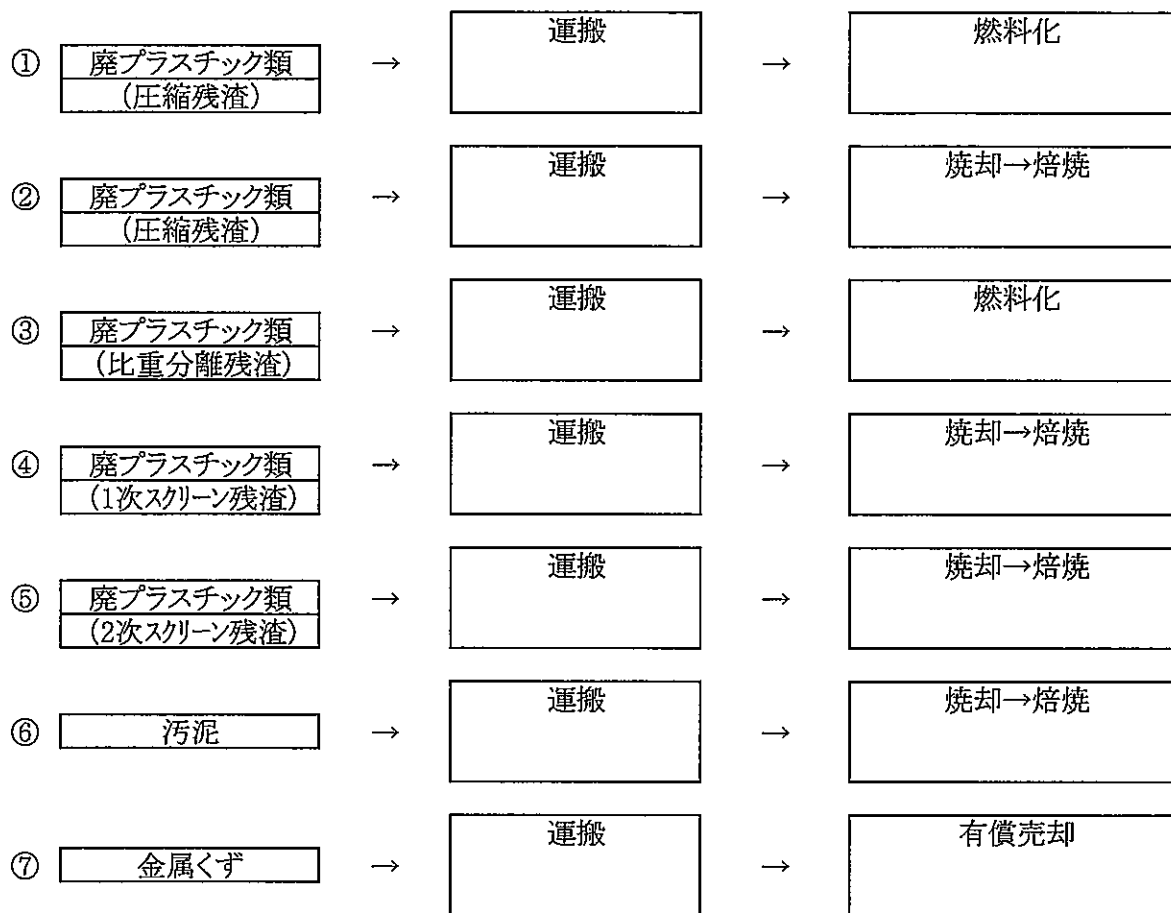 運搬 燃料化
① 廃プラスチック類 → →
(圧縮残渣)
運搬 焼却→焙焼
② 廃プラスチック類 → →
(圧縮残渣)
運搬 燃料化
③ 廃プラスチック類 → →
(比重分離残渣)
運搬 焼却→焙焼
④ 廃プラスチック類 → →
(1次スクリーン残渣)
運搬 焼却→焙焼
⑤ 廃プラスチック類 → →
(2次スクリーン残渣)
運搬 焼却→焙焼
⑥ 汚泥 → →
運搬 有償売却
⑦ 金属くず → →